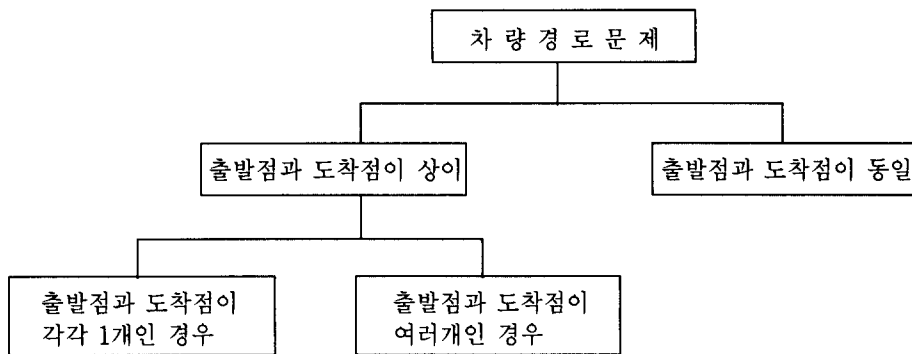 차 량 경 로 문 제
출발점과 도착점이 상이
출발점과 도착점이 동일
출발점과 도착점이
각각 1개인 경우
출발점과 도착점이
여러개인 경우